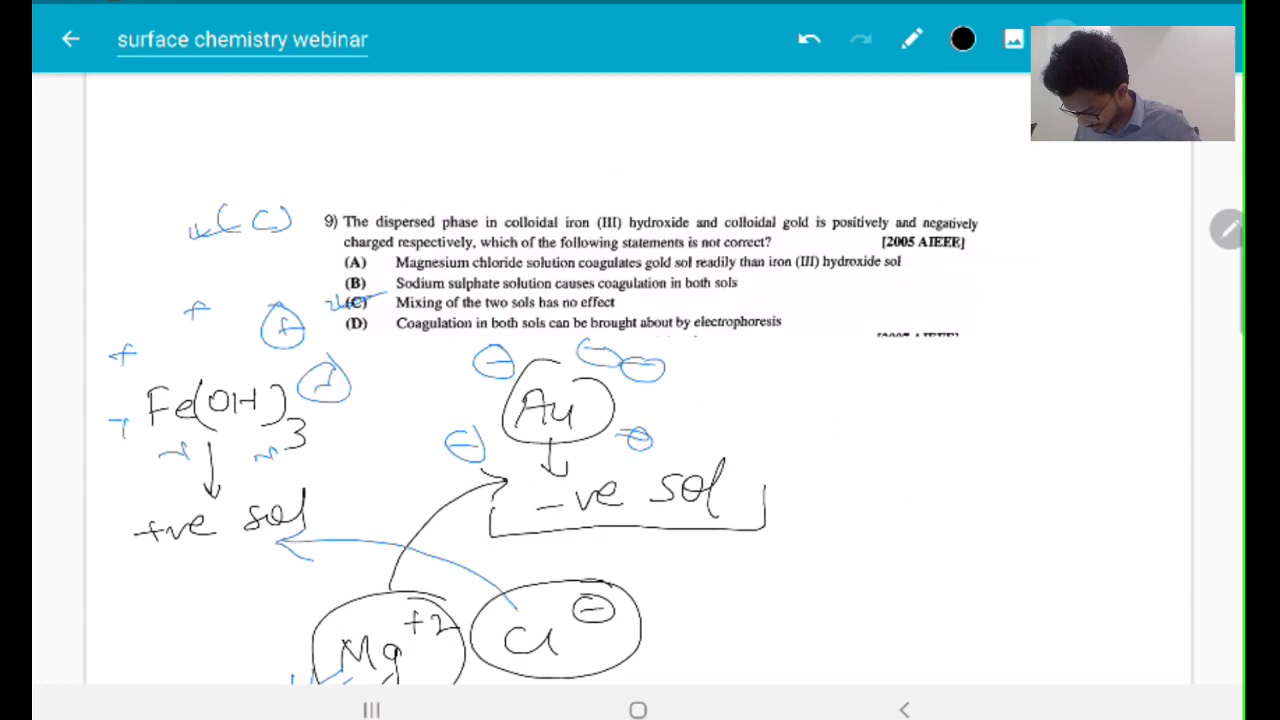 surface chemistry webinar
(C)
9) The dispersed phase in colloidal iron (III) hydroxide and colloidal gold is positively and negatively
charged respectively, which of the following statements is not correct? [2005 AIEEE]
(A) Magnesium chloride solution coagulates gold sol readily than iron (III) hydroxide sol
(B) Sodium sulphate solution causes coagulation in both sols
(C) Mixing of the two sols has no effect
(D) Coagulation in both sols can be brought about by electrophoresis
+ +
+ − − −
Fe(OH)3 Au
− −
+ve sol −ve sol
Mg+2 Cl−